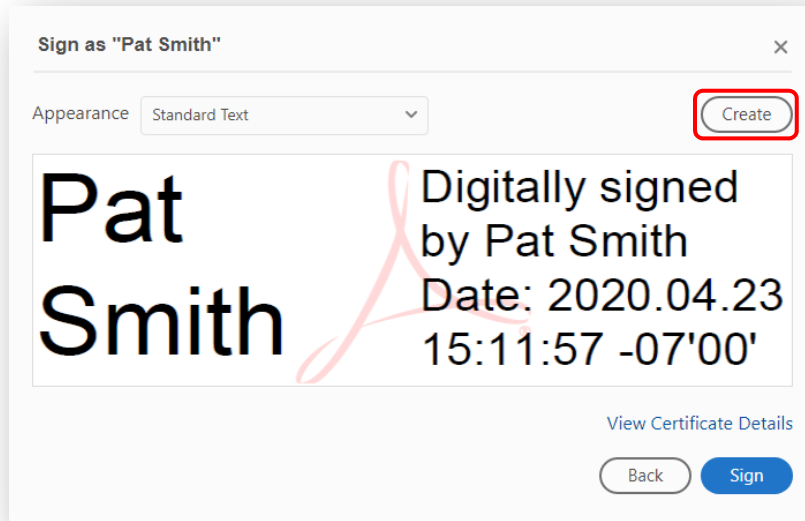 Sign as "Pat Smith"
Appearance Standard Text Create
Pat
Smith
Digitally signed
by Pat Smith
Date: 2020.04.23
15:11:57 -07'00'
View Certificate Details
Back Sign